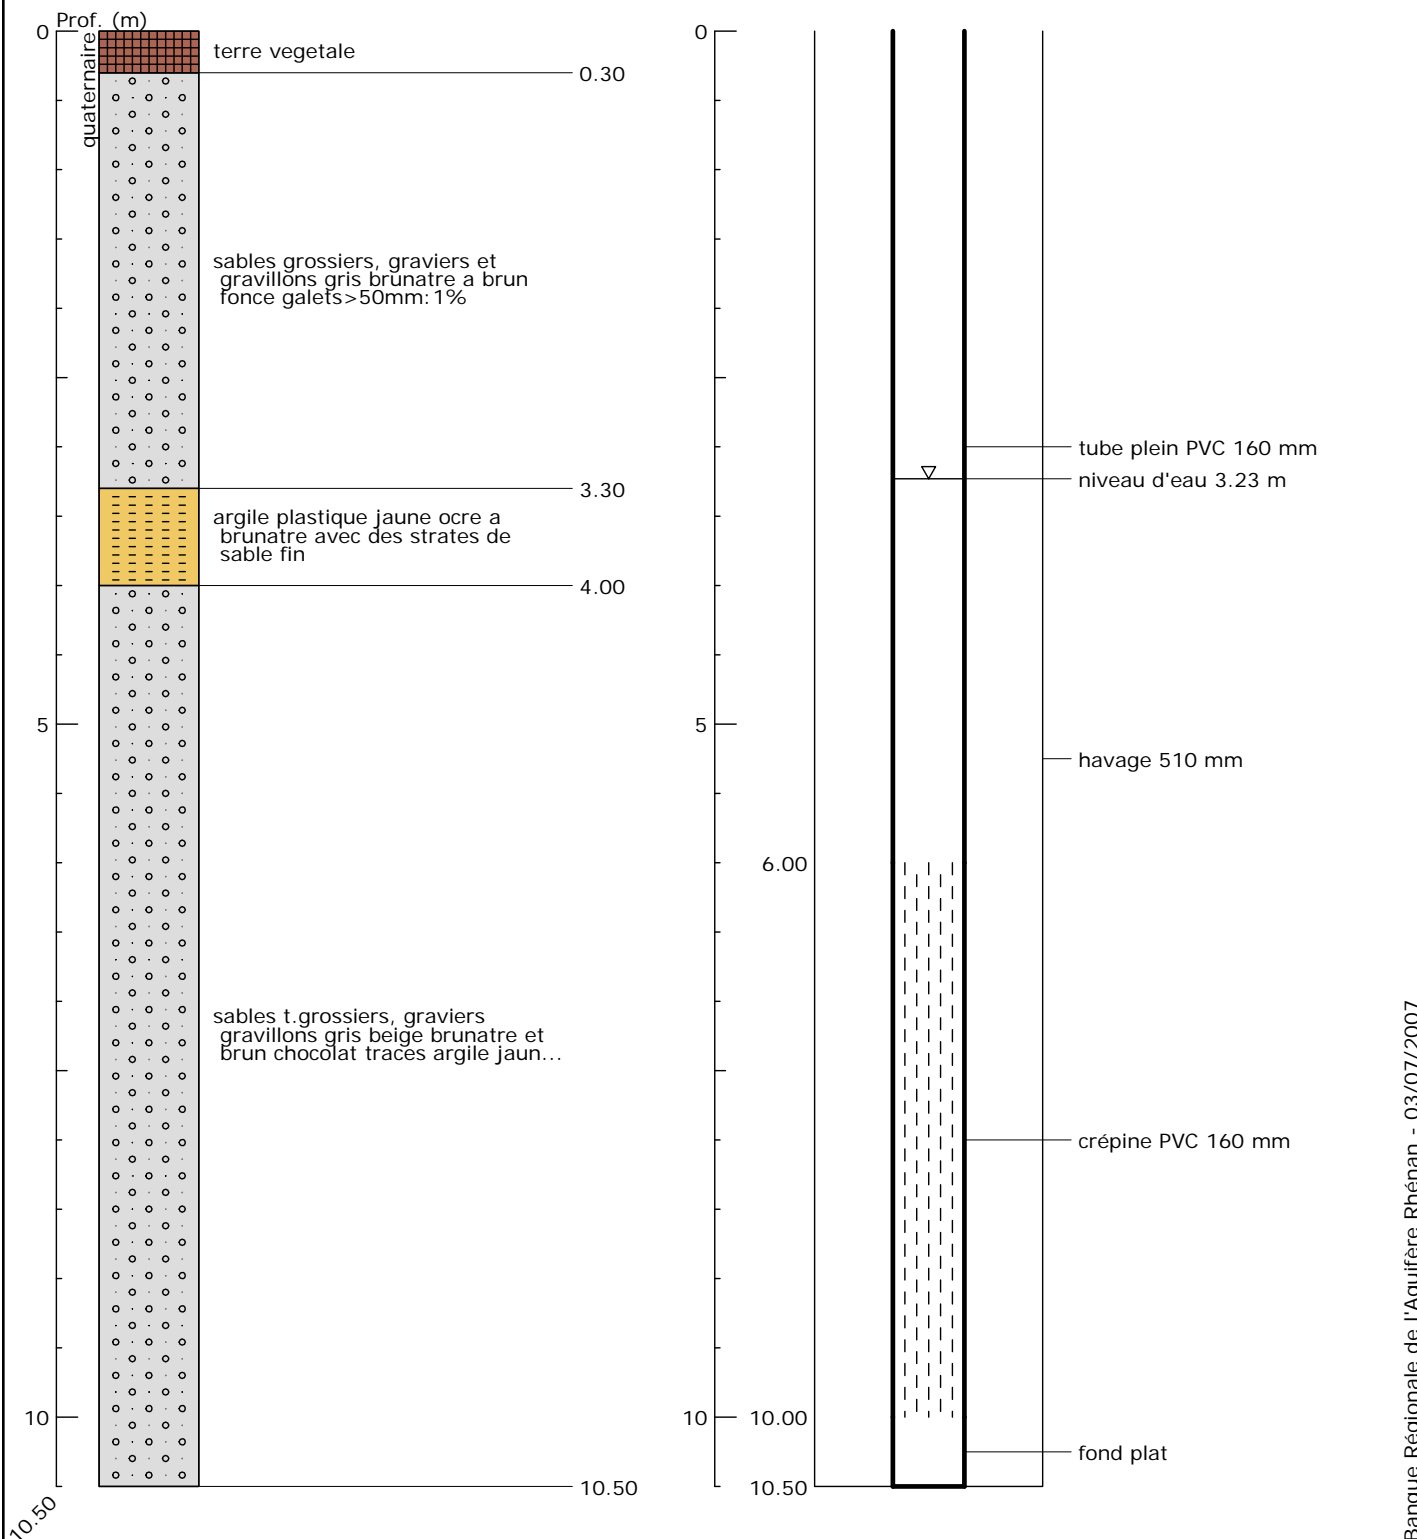 Prof. (m)
0
quaternaire
terre vegetale
0.30
sables grossiers, graviers et
gravillons gris brunatre a brun
fonce galets>50mm:1%
3.30
argile plastique jaune ocre a
brunatre avec des strates de
sable fin
4.00
5
sables t.grossiers, graviers
gravillons gris beige brunatre et
brun chocolat traces argile jaun...
10
10.50
10.50
0
tube plein PVC 160 mm
niveau d'eau 3.23 m
5
havage 510 mm
6.00
crépine PVC 160 mm
10
10.00
fond plat
10.50
Banque Régionale de l'Aquifère Rhénan - 03/07/2007